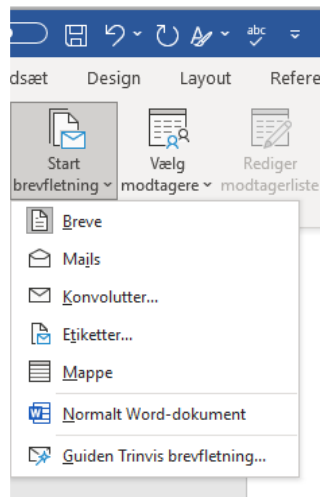 abc
dsæt Design Layout Refere
Start Vælg Rediger
brevfletning modtagere modtagerliste
Breve
Mails
Konvolutter...
Etiketter...
Mappe
Normalt Word-dokument
Guiden Trinvis brevfletning...